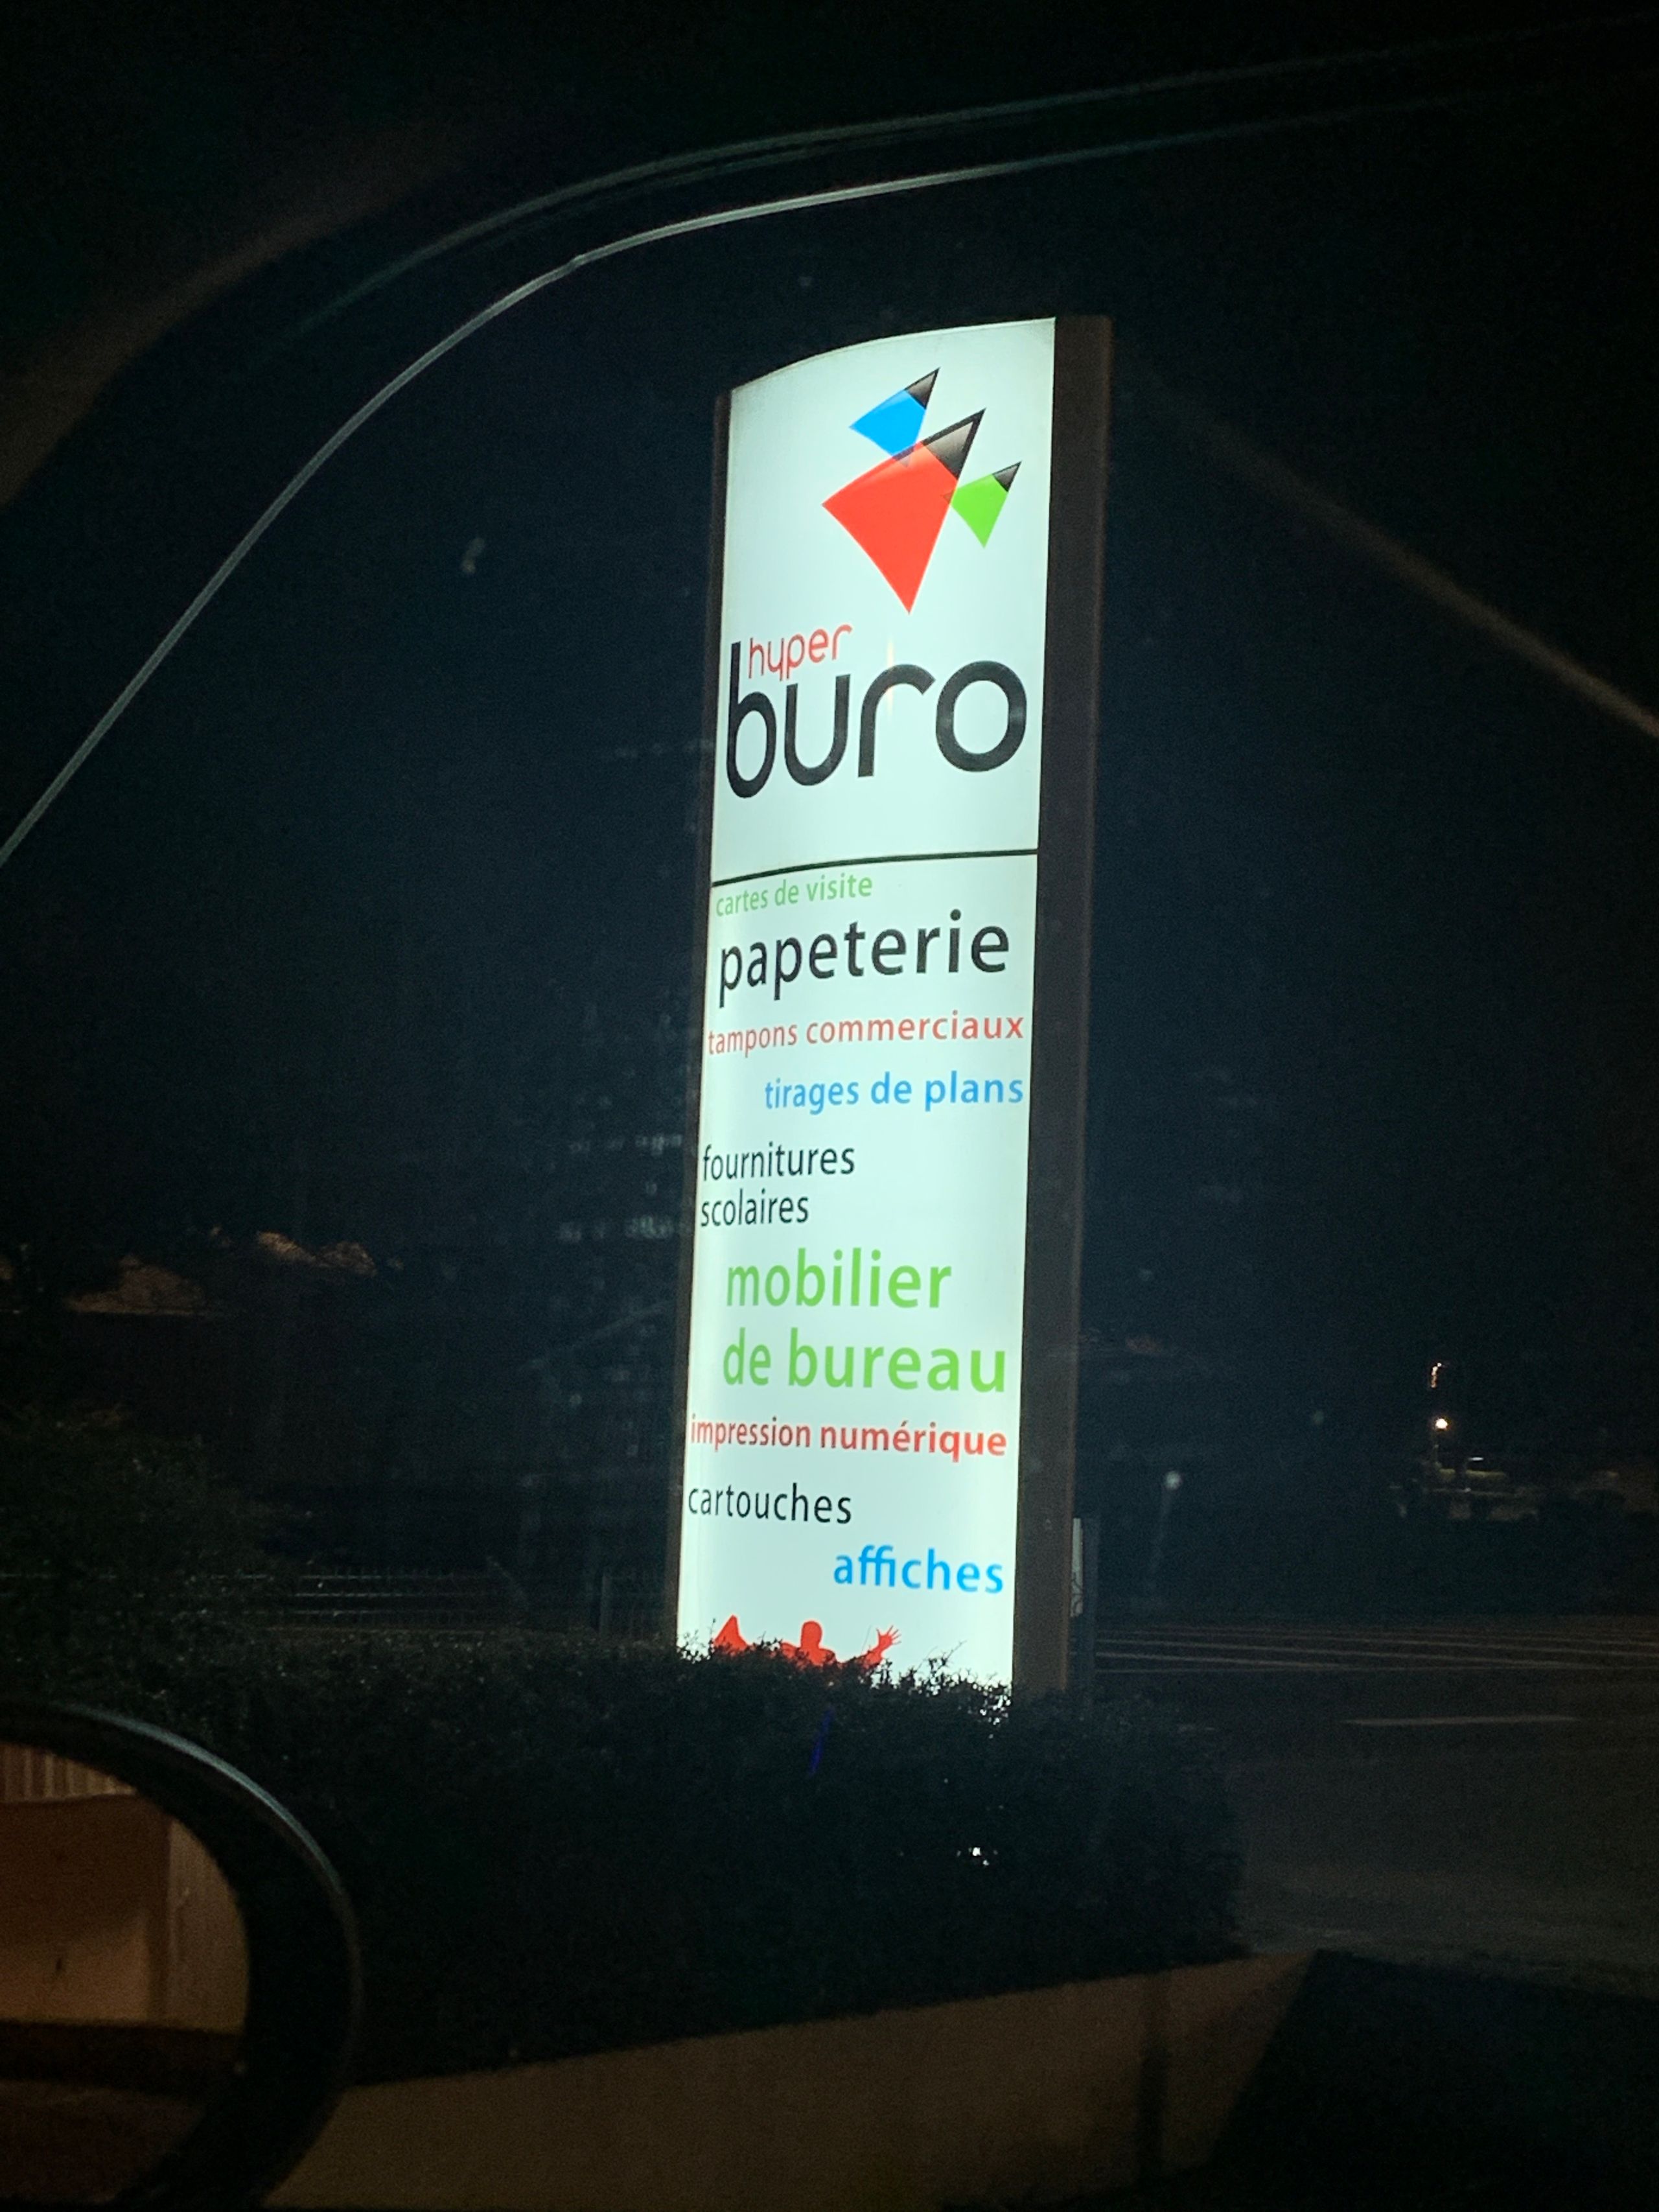 hyper
buro
cartes de visite
papeterie
tampons commerciaux
tirages de plans
fournitures
scolaires
mobilier
de bureau
impression numérique
cartouches
affiches